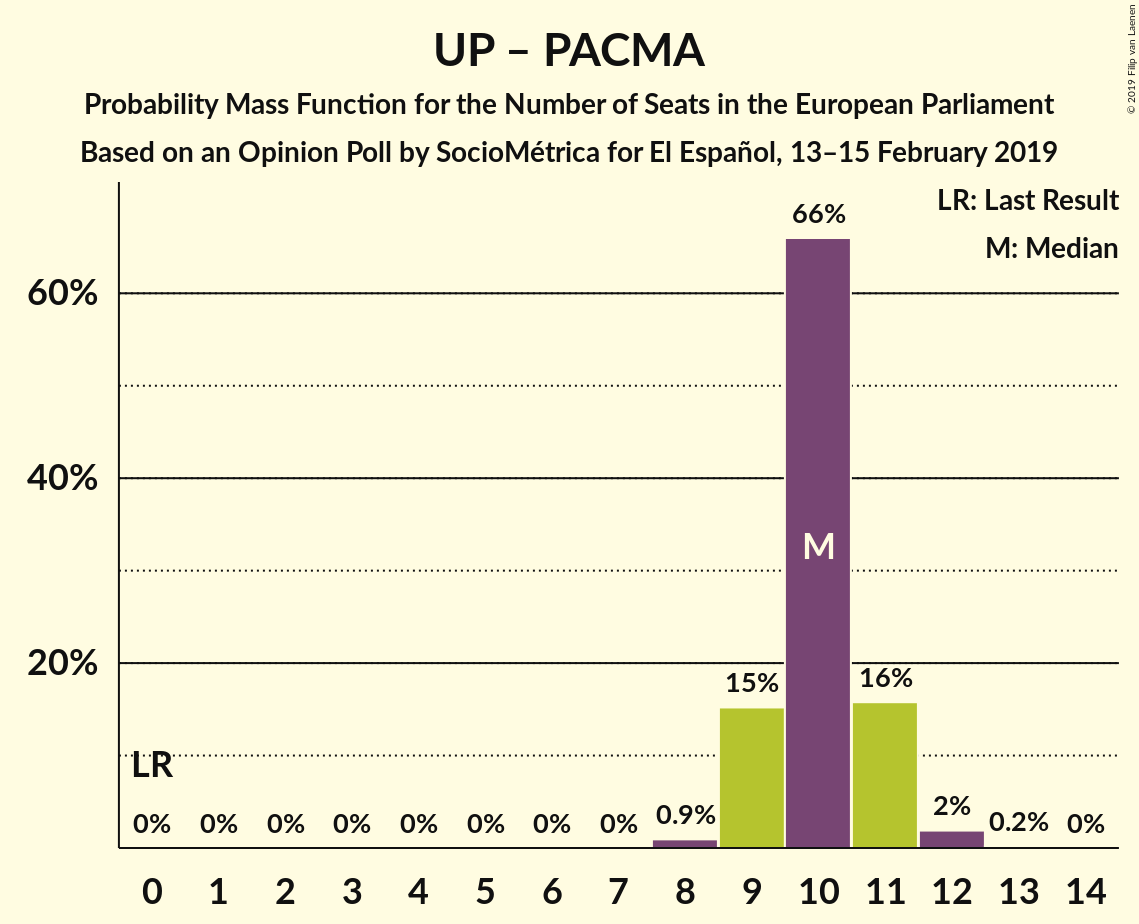 UP – PACMA
Probability Mass Function for the Number of Seats in the European Parliament
Based on an Opinion Poll by SocioMétrica for El Español, 13–15 February 2019
© 2019 Filip van Laenen
LR: Last Result
M: Median
66%
60%
40%
M
20%
15%
16%
LR
0% 0% 0% 0% 0% 0% 0% 0% 0.9% 2% 0.2% 0%
0 1 2 3 4 5 6 7 8 9 10 11 12 13 14